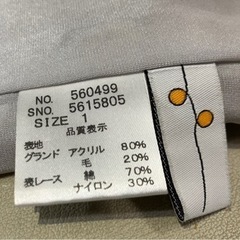 NO. 560499
SNO. 5615805
SIZE 1
品質表示
表地
グランド アクリル 80%
毛 20%
表レース 綿 70%
ナイロン 30%